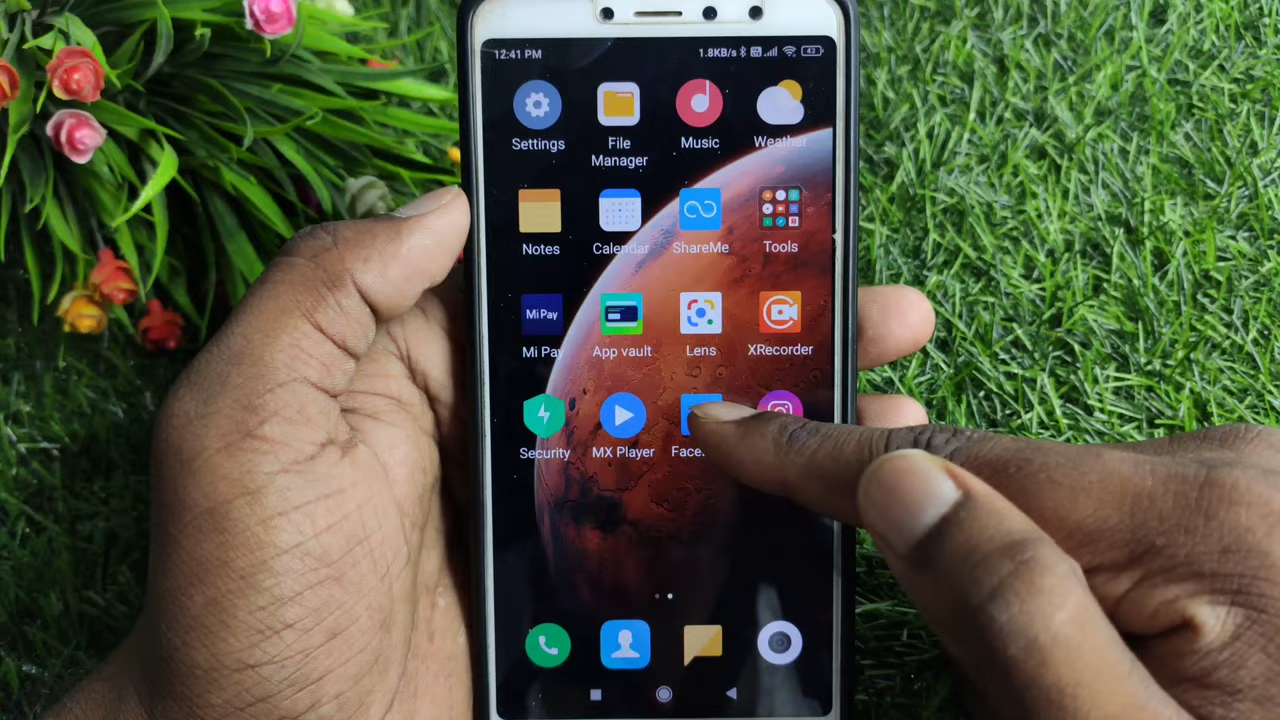 12:41 PM 1.8KB/s 43
Settings File Manager Music Weather
Notes Calendar ShareMe Tools
Mi Pay
Mi Pay App vault Lens XRecorder
Security MX Player Face